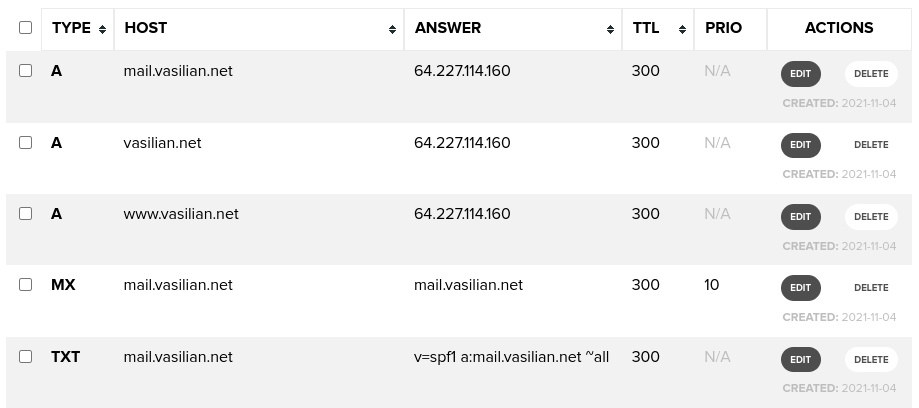 TYPE HOST ANSWER TTL PRIO ACTIONS
A mail.vasilian.net 64.227.114.160 300 N/A EDIT DELETE
CREATED: 2021-11-04
A vasilian.net 64.227.114.160 300 N/A EDIT DELETE
CREATED: 2021-11-04
A www.vasilian.net 64.227.114.160 300 N/A EDIT DELETE
CREATED: 2021-11-04
MX mail.vasilian.net mail.vasilian.net 300 10 EDIT DELETE
CREATED: 2021-11-04
TXT mail.vasilian.net v=spf1 a:mail.vasilian.net ~all 300 N/A EDIT DELETE
CREATED: 2021-11-04